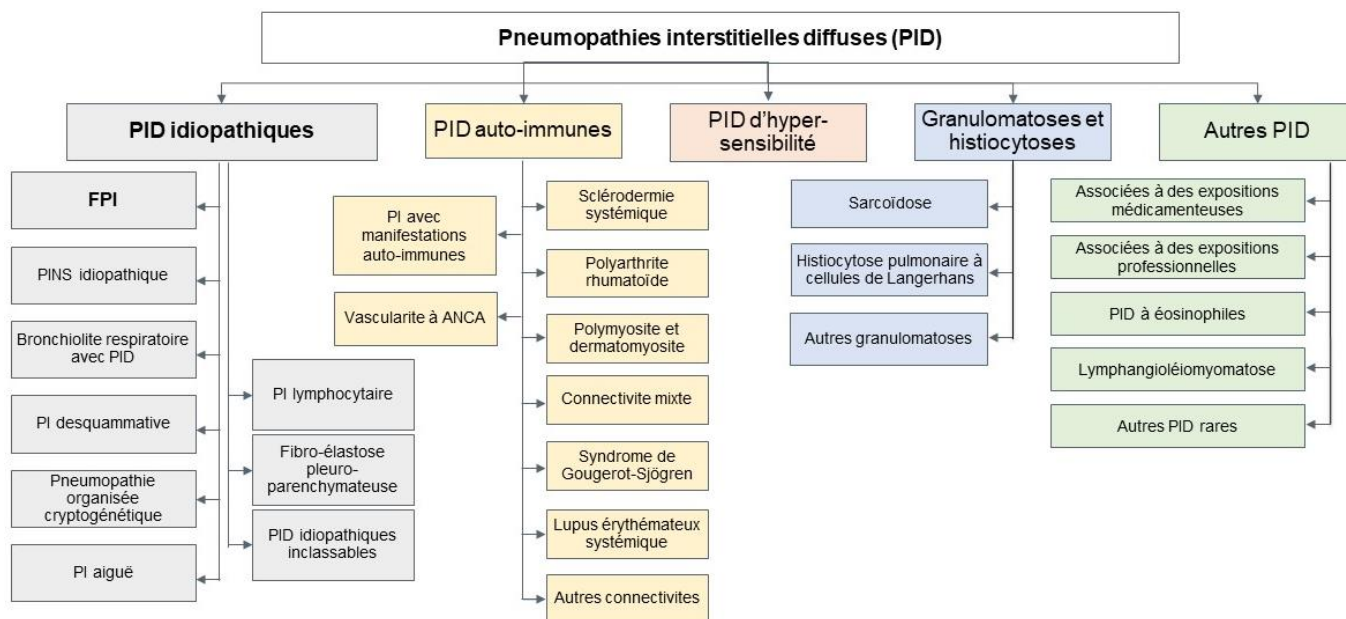 Pneumopathies interstitielles diffuses (PID)
PID idiopathiques
FPI
PINS idiopathique
Bronchiolite respiratoire
avec PID
PI desquammative
Pneumopathie
organisée
cryptogénétique
PI aiguë
PI lymphocytaire
Fibro-élastose
pleuro-
parenchymateuse
PID idiopathiques
inclassables
PID auto-immunes
PI avec
manifestations
auto-immunes
Vascularite à ANCA
Sclérodermie
systémique
Polyarthrite
rhumatoïde
Polymyosite et
dermatomyosite
Connectivite mixte
Syndrome de
Gougerot-Sjögren
Lupus érythémateux
systémique
Autres connectivites
PID d'hyper-
sensibilité
Granulomatoses et
histiocytoses
Sarcoïdose
Histiocytose pulmonaire à
cellules de Langerhans
Autres granulomatoses
Autres PID
Associées à des expositions
médicamenteuses
Associées à des expositions
professionnelles
PID à éosinophiles
Lymphangioléiomyomatose
Autres PID rares